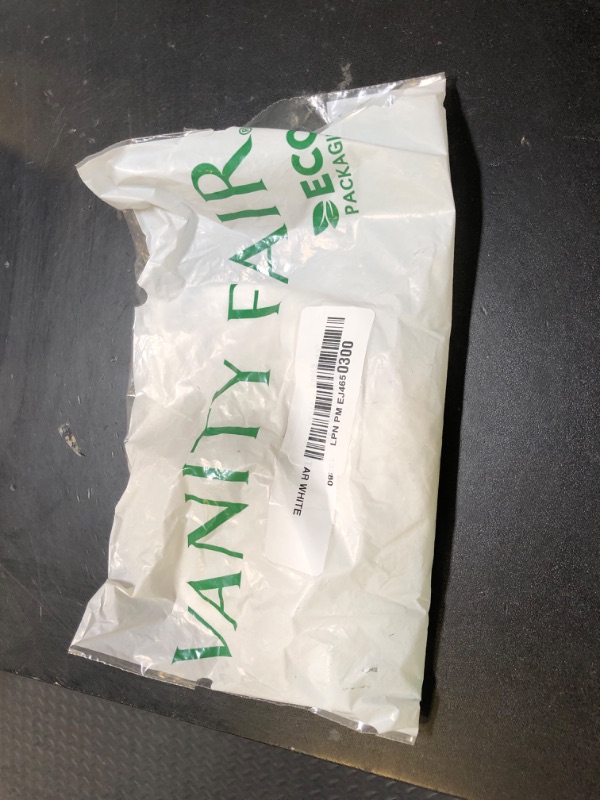 VANITY FAIR®
ECO
PACKAGI
LPN PM EJ4650300
AR WHITE